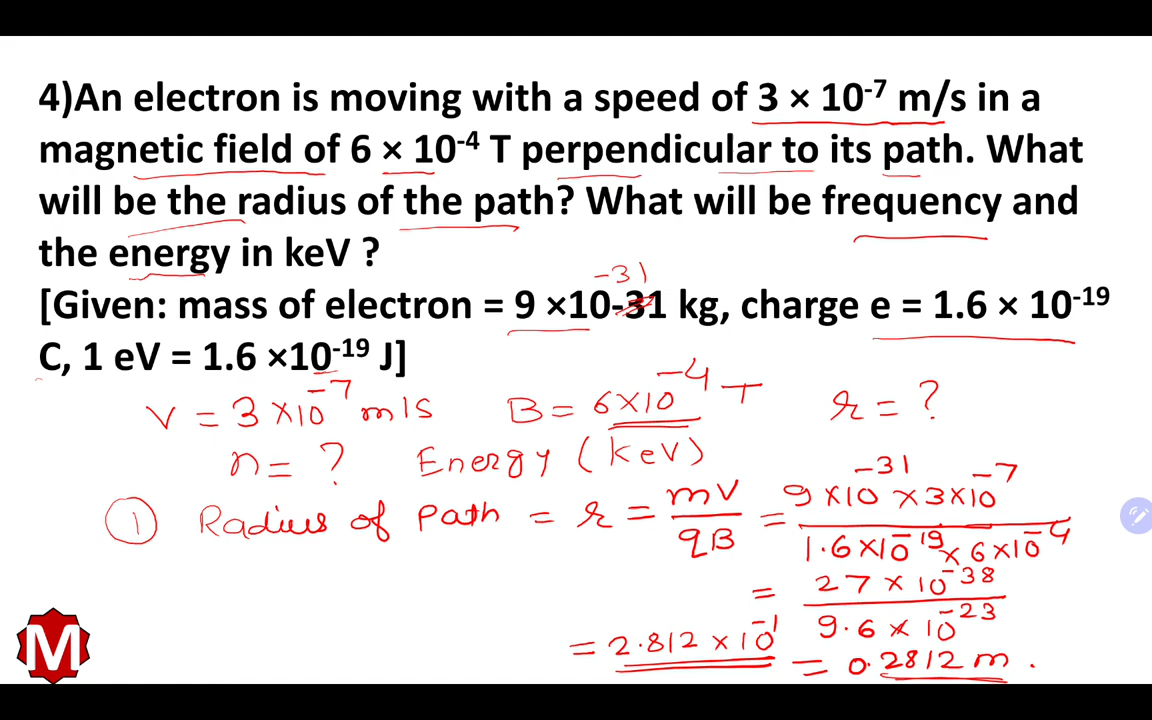 4)An electron is moving with a speed of 3 × 10⁻⁷ m/s in a
magnetic field of 6 × 10⁻⁴ T perpendicular to its path. What
will be the radius of the path? What will be frequency and
the energy in keV ?
-31
[Given: mass of electron = 9 ×10-31 kg, charge e = 1.6 × 10⁻¹⁹
C, 1 eV = 1.6 ×10⁻¹⁹ J]
V = 3 × 10⁻⁷ m/s B = 6×10⁻⁴ T r = ?
n = ? Energy (keV)
① Radius of Path = r = mV/qB = 9 × 10⁻³¹ × 3 × 10⁻⁷ / 1.6 × 10⁻¹⁹ × 6 × 10⁻⁴
= 27 × 10⁻³⁸ / 9.6 × 10⁻²³
= 2.812 × 10⁻¹ = 0.2812 m .
M